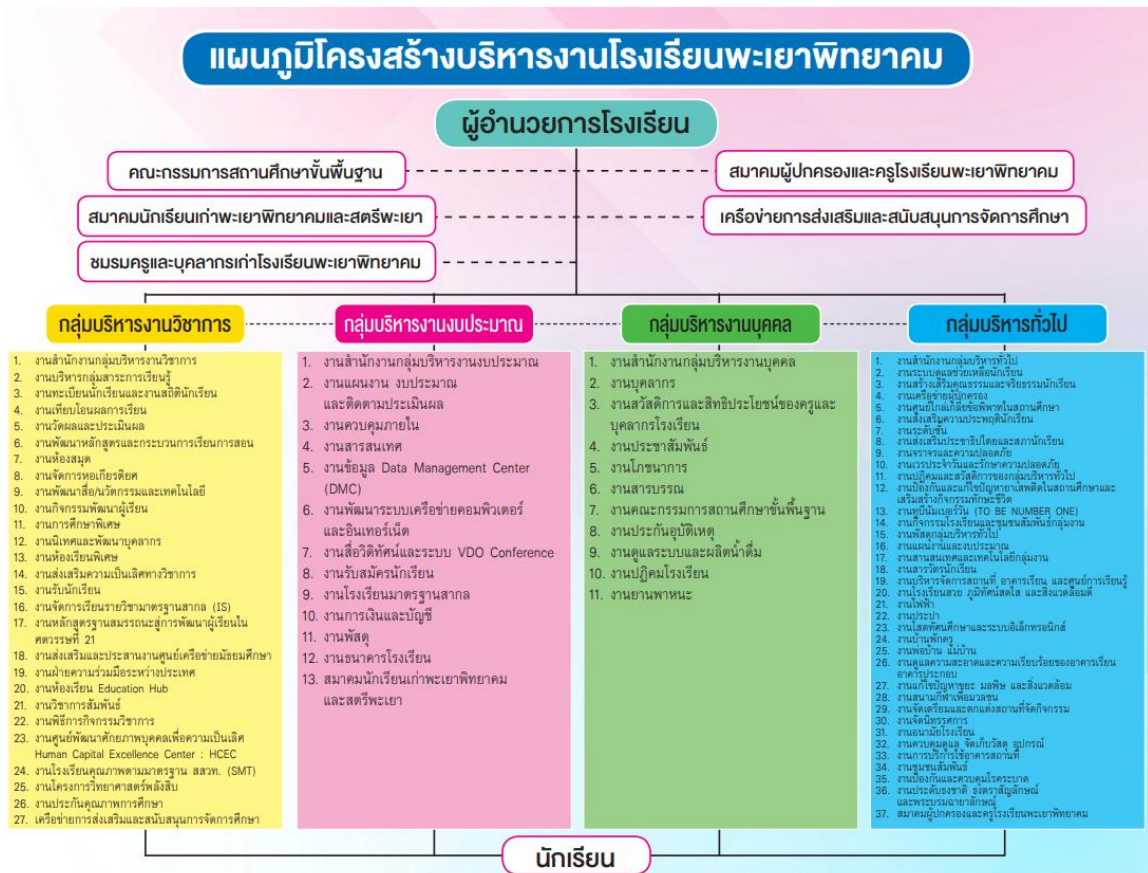 แผนภูมิโครงสร้างบริหารงานโรงเรียนพะเยาพิทยาคม
ผู้อำนวยการโรงเรียน
คณะกรรมการสถานศึกษาขั้นพื้นฐาน
สมาคมผู้ปกครองและครูโรงเรียนพะเยาพิทยาคม
สมาคมนักเรียนเก่าพะเยาพิทยาคมและสตรีพะเยา
เครือข่ายการส่งเสริมและสนับสนุนการจัดการศึกษา
ชมรมครูและบุคลากรเก่าโรงเรียนพะเยาพิทยาคม
กลุ่มบริหารงานวิชาการ
1. งานสำนักงานกลุ่มบริหารงานวิชาการ
2. งานบริหารกลุ่มสาระการเรียนรู้
3. งานทะเบียนนักเรียนและงานสถิตินักเรียน
4. งานเทียบโอนผลการเรียน
5. งานวัดผลและประเมินผล
6. งานพัฒนาหลักสูตรและกระบวนการเรียนการสอน
7. งานห้องสมุด
8. งานจัดการหอเกียรติยศ
9. งานพัฒนาสื่อ/นวัตกรรมและเทคโนโลยี
10. งานกิจกรรมพัฒนาผู้เรียน
11. งานการศึกษาพิเศษ
12. งานนิเทศและพัฒนาบุคลากร
13. งานห้องเรียนพิเศษ
14. งานส่งเสริมความเป็นเลิศทางวิชาการ
15. งานรับนักเรียน
16. งานจัดการเรียนรายวิชามาตรฐานสากล (IS)
17. งานหลักสูตรฐานสมรรถนะสู่การพัฒนาผู้เรียนใน
ศตวรรษที่ 21
18. งานส่งเสริมและประสานงานศูนย์เครือข่ายมัธยมศึกษา
19. งานฝ่ายความร่วมมือระหว่างประเทศ
20. งานห้องเรียน Education Hub
21. งานวิชาการสัมพันธ์
22. งานพิธีการกิจกรรมวิชาการ
23. งานศูนย์พัฒนาศักยภาพบุคคลเพื่อความเป็นเลิศ
Human Capital Excellence Center : HCEC
24. งานโรงเรียนคุณภาพตามมาตรฐาน สสวท. (SMT)
25. งานโครงการวิทยาศาสตร์พลังสิบ
26. งานประกันคุณภาพการศึกษา
27. เครือข่ายการส่งเสริมและสนับสนุนการจัดการศึกษา
กลุ่มบริหารงานงบประมาณ
1. งานสำนักงานกลุ่มบริหารงานงบประมาณ
2. งานแผนงาน งบประมาณ
และติดตามประเมินผล
3. งานควบคุมภายใน
4. งานสารสนเทศ
5. งานข้อมูล Data Management Center
(DMC)
6. งานพัฒนาระบบเครือข่ายคอมพิวเตอร์
และอินเทอร์เน็ต
7. งานสื่อวิดิทัศน์และระบบ VDO Conference
8. งานรับสมัครนักเรียน
9. งานโรงเรียนมาตรฐานสากล
10. งานการเงินและบัญชี
11. งานพัสดุ
12. งานธนาคารโรงเรียน
13. สมาคมนักเรียนเก่าพะเยาพิทยาคม
และสตรีพะเยา
กลุ่มบริหารงานบุคคล
1. งานสำนักงานกลุ่มบริหารงานบุคคล
2. งานบุคลากร
3. งานสวัสดิการและสิทธิประโยชน์ของครูและ
บุคลากรโรงเรียน
4. งานประชาสัมพันธ์
5. งานโภชนาการ
6. งานสารบรรณ
7. งานคณะกรรมการสถานศึกษาขั้นพื้นฐาน
8. งานประกันอุบัติเหตุ
9. งานดูแลระบบและผลิตน้ำดื่ม
10. งานปฏิคมโรงเรียน
11. งานยานพาหนะ
กลุ่มบริหารทั่วไป
1. งานสำนักงานกลุ่มบริหารทั่วไป
2. งานระบบดูแลช่วยเหลือนักเรียน
3. งานสร้างเสริมคุณธรรมและจริยธรรมนักเรียน
4. งานเครือข่ายผู้ปกครอง
5. งานศูนย์ไกล่เกลี่ยข้อพิพาทในสถานศึกษา
6. งานส่งเสริมความประพฤตินักเรียน
7. งานระดับชั้น
8. งานส่งเสริมประชาธิปไตยและสภานักเรียน
9. งานจราจรและความปลอดภัย
10. งานเวรประจำวันและรักษาความปลอดภัย
11. งานปฏิคมและสวัสดิการของกลุ่มบริหารทั่วไป
12. งานป้องกันและแก้ไขปัญหายาเสพติดในสถานศึกษาและ
เสริมสร้างกิจกรรมทักษะชีวิต
13. งานทูบีนัมเบอร์วัน (TO BE NUMBER ONE)
14. งานกิจกรรมโรงเรียนและชุมชนสัมพันธ์กลุ่มงาน
15. งานพัสดุกลุ่มบริหารทั่วไป
16. งานแผนงานและงบประมาณ
17. งานสานสนเทศและเทคโนโลยีกลุ่มงาน
18. งานสารวัตรนักเรียน
19. งานบริหารจัดการสถานที่ อาคารเรียน และศูนย์การเรียนรู้
20. งานโรงเรียนสวย ภูมิทัศน์สดใส และสิ่งแวดล้อมดี
21. งานไฟฟ้า
22. งานประปา
23. งานโสตทัศนศึกษาและระบบอิเล็กทรอนิกส์
24. งานบ้านพักครู
25. งานพ่อบ้าน แม่บ้าน
26. งานดูแลความสะอาดและความเรียบร้อยของอาคารเรียน
อาคารประกอบ
27. งานแก้ไขปัญหาขยะ มลพิษ และสิ่งแวดล้อม
28. งานสนามกีฬาเพื่อมวลชน
29. งานจัดเตรียมและตกแต่งสถานที่จัดกิจกรรม
30. งานจัดนิทรรศการ
31. งานอนามัยโรงเรียน
32. งานควบคุมดูแล จัดเก็บวัสดุ อุปกรณ์
33. งานการบริการใช้อาคารสถานที่
34. งานชุมชนสัมพันธ์
35. งานป้องกันและควบคุมโรคระบาด
36. งานประดับธงชาติ ธงตราสัญลักษณ์
และพระบรมฉายาลักษณ์
37. สมาคมผู้ปกครองและครูโรงเรียนพะเยาพิทยาคม
นักเรียน